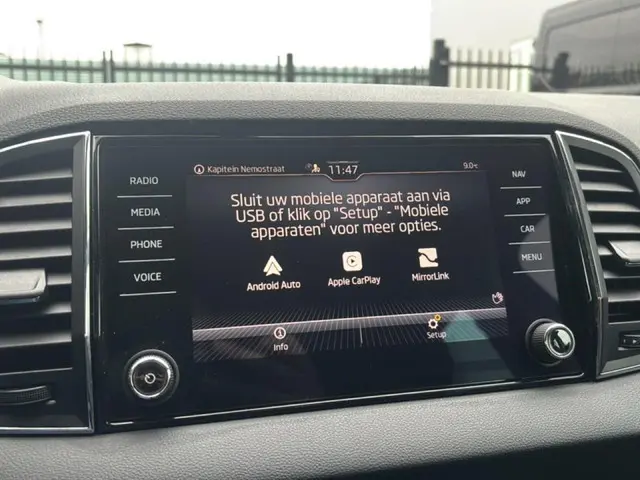 RADIO
MEDIA
PHONE
VOICE
Kapitein Nemostraat
11:47
9.0°C
Sluit uw mobiele apparaat aan via
USB of klik op "Setup" - "Mobiele
apparaten" voor meer opties.
Android Auto
Apple CarPlay
MirrorLink
Info
Setup
NAV
APP
CAR
MENU